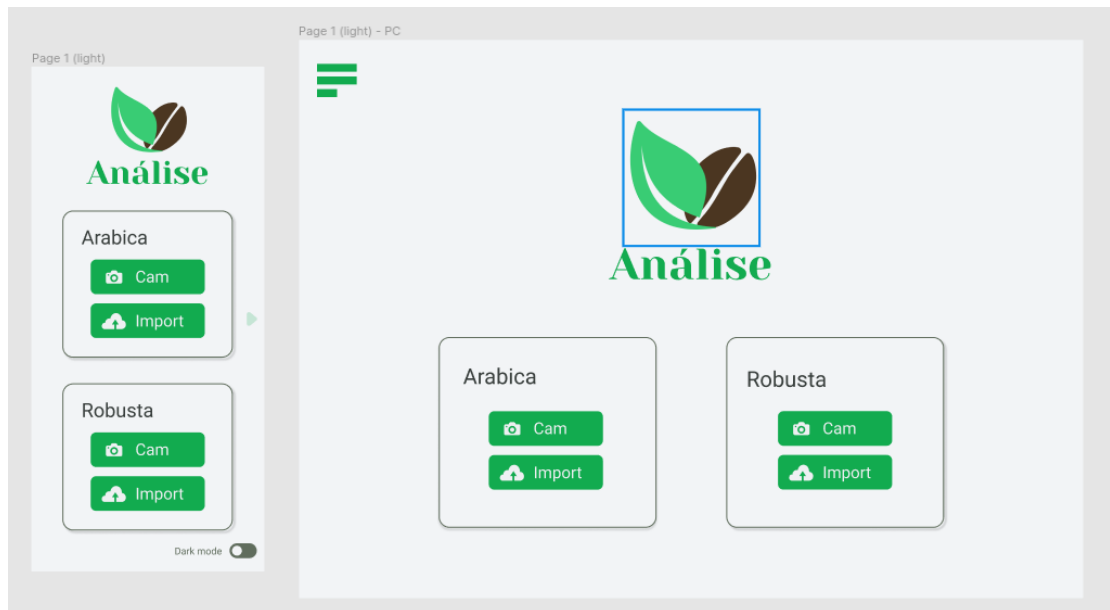 Page 1 (light)
Análise
Arabica
Cam
Import
Robusta
Cam
Import
Dark mode
Page 1 (light) - PC
Análise
Arabica
Cam
Import
Robusta
Cam
Import